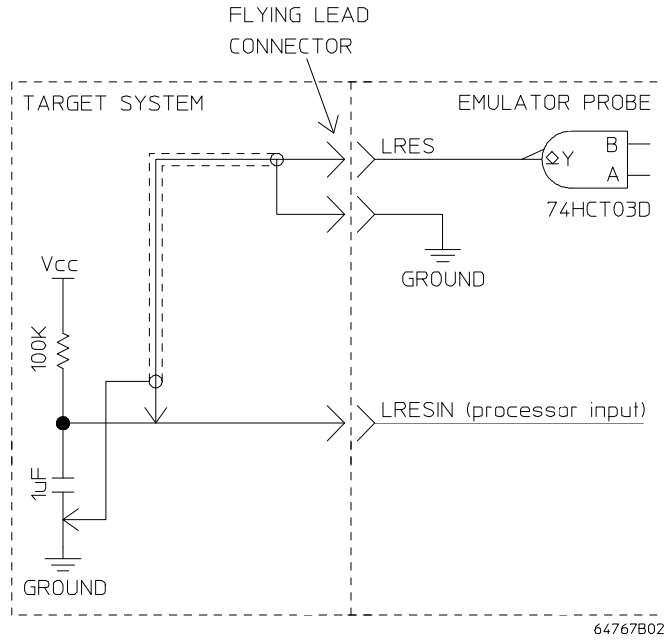 FLYING LEAD
CONNECTOR
TARGET SYSTEM
EMULATOR PROBE
LRES
B
Y
A
74HCT03D
GROUND
Vcc
100K
LRESIN (processor input)
1uF
GROUND
64767B02